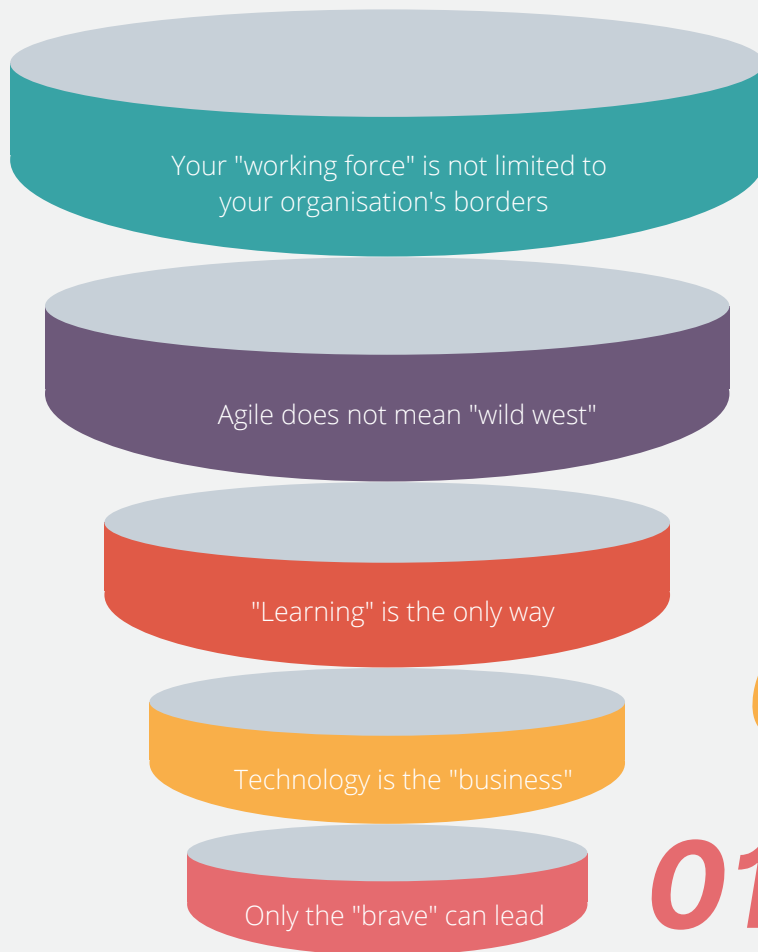 Your "working force" is not limited to
your organisation's borders
Agile does not mean "wild west"
"Learning" is the only way
Technology is the "business"
Only the "brave" can lead
01